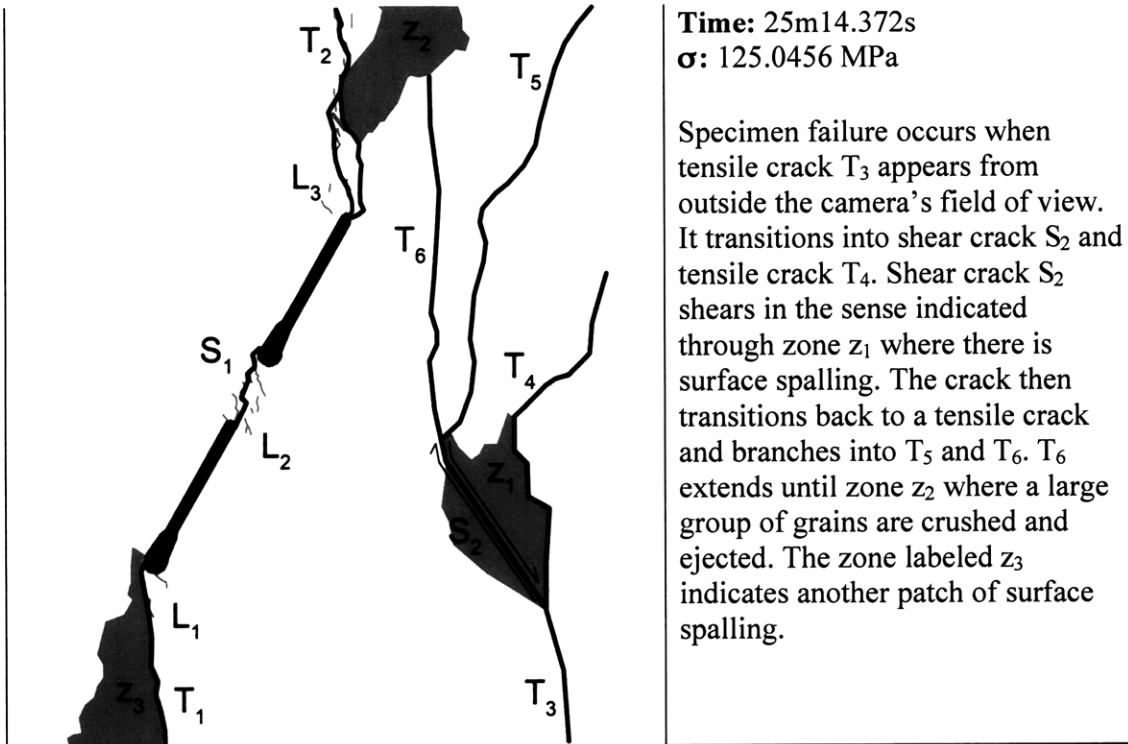 T₂
z₂
T₅
L₃
T₆
S₁
T₄
L₂
z₁
S₂
L₁
z₃
T₁
T₃
Time: 25m14.372s
σ: 125.0456 MPa
Specimen failure occurs when
tensile crack T₃ appears from
outside the camera's field of view.
It transitions into shear crack S₂ and
tensile crack T₄. Shear crack S₂
shears in the sense indicated
through zone z₁ where there is
surface spalling. The crack then
transitions back to a tensile crack
and branches into T₅ and T₆. T₆
extends until zone z₂ where a large
group of grains are crushed and
ejected. The zone labeled z₃
indicates another patch of surface
spalling.